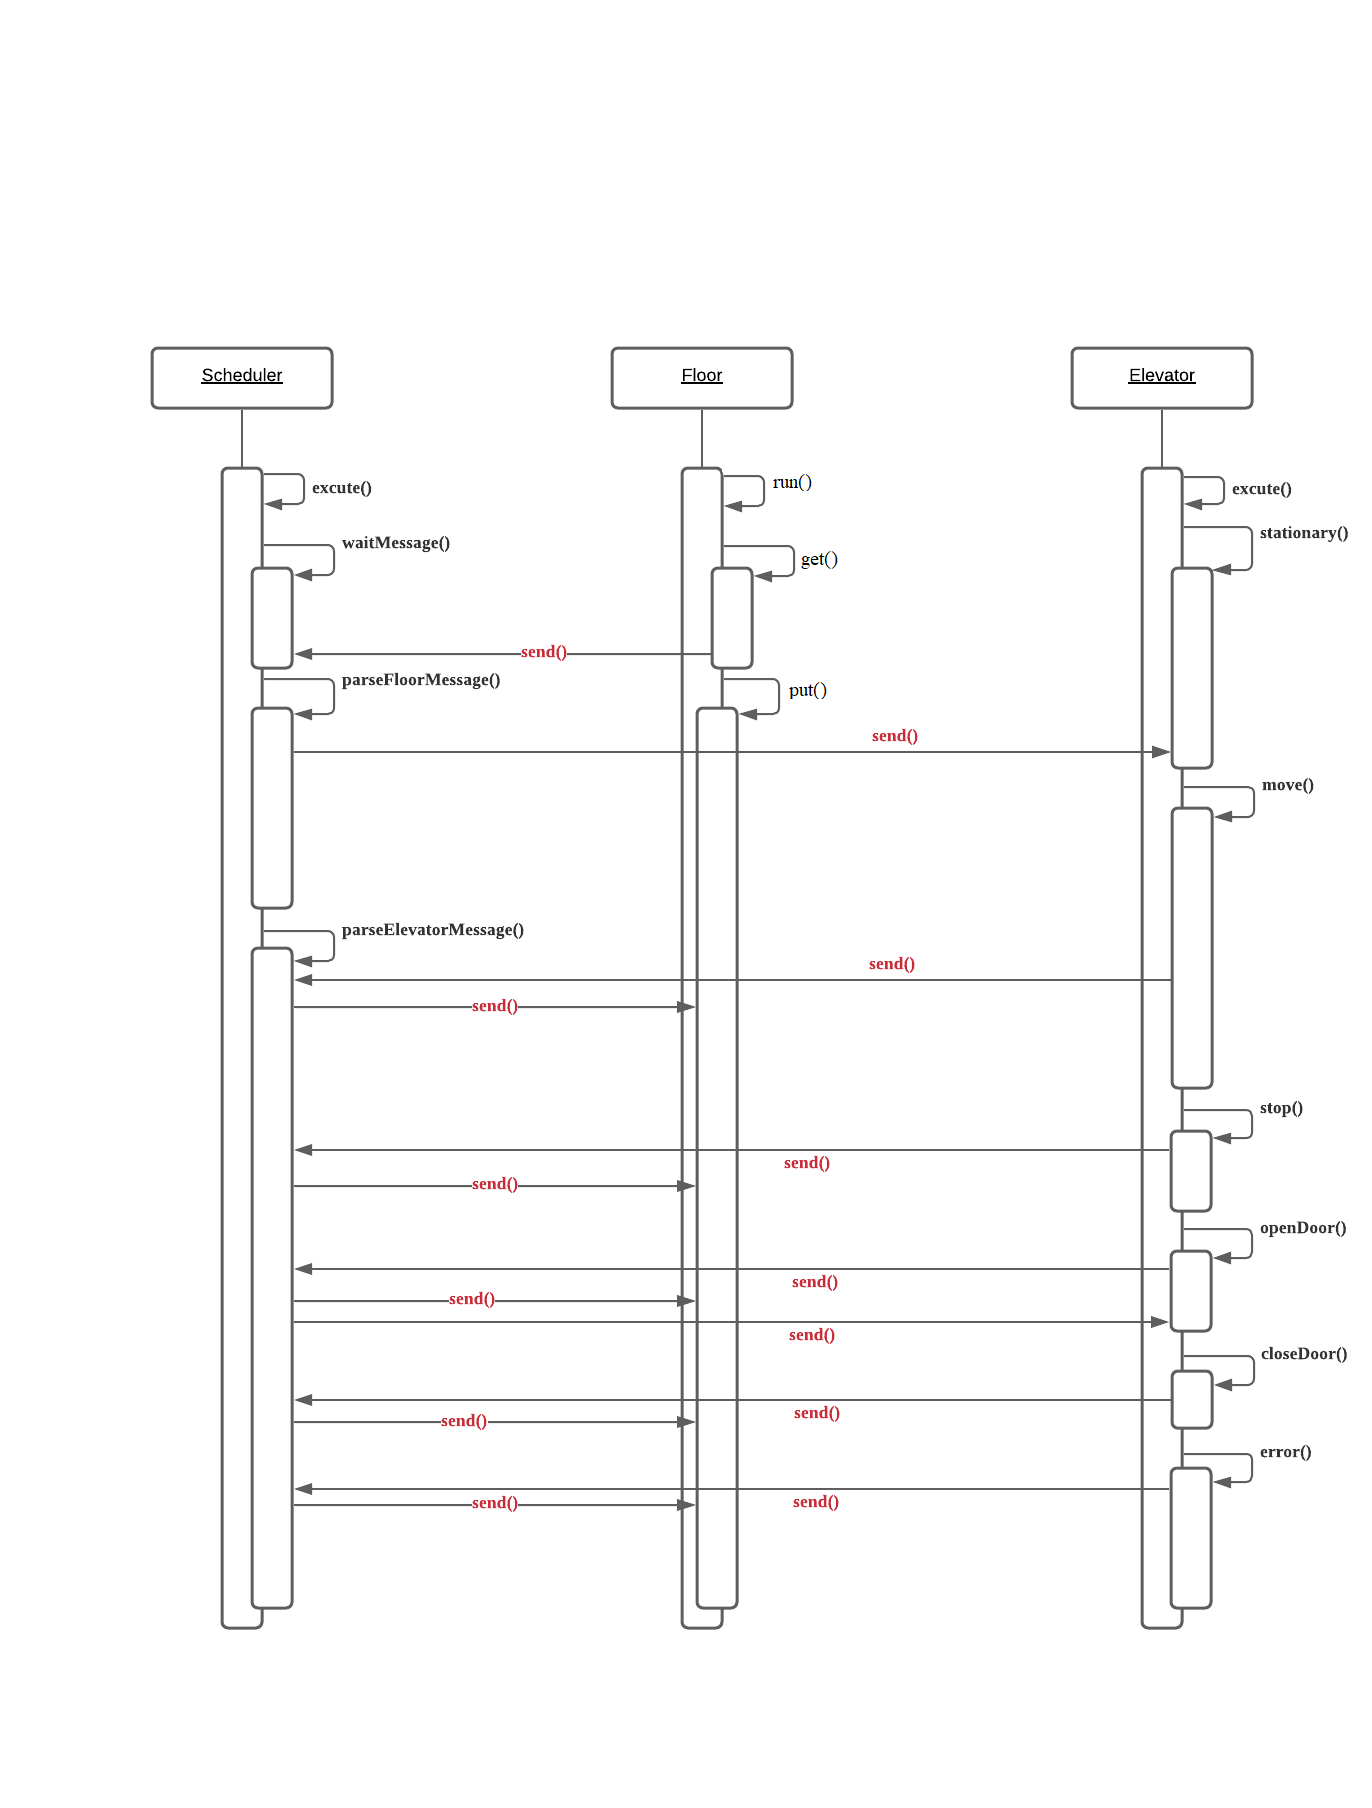 Scheduler
Floor
Elevator
excute()
run()
excute()
waitMessage()
get()
stationary()
send()
parseFloorMessage()
put()
send()
move()
parseElevatorMessage()
send()
send()
stop()
send()
send()
openDoor()
send()
send()
send()
closeDoor()
send()
send()
error()
send()
send()